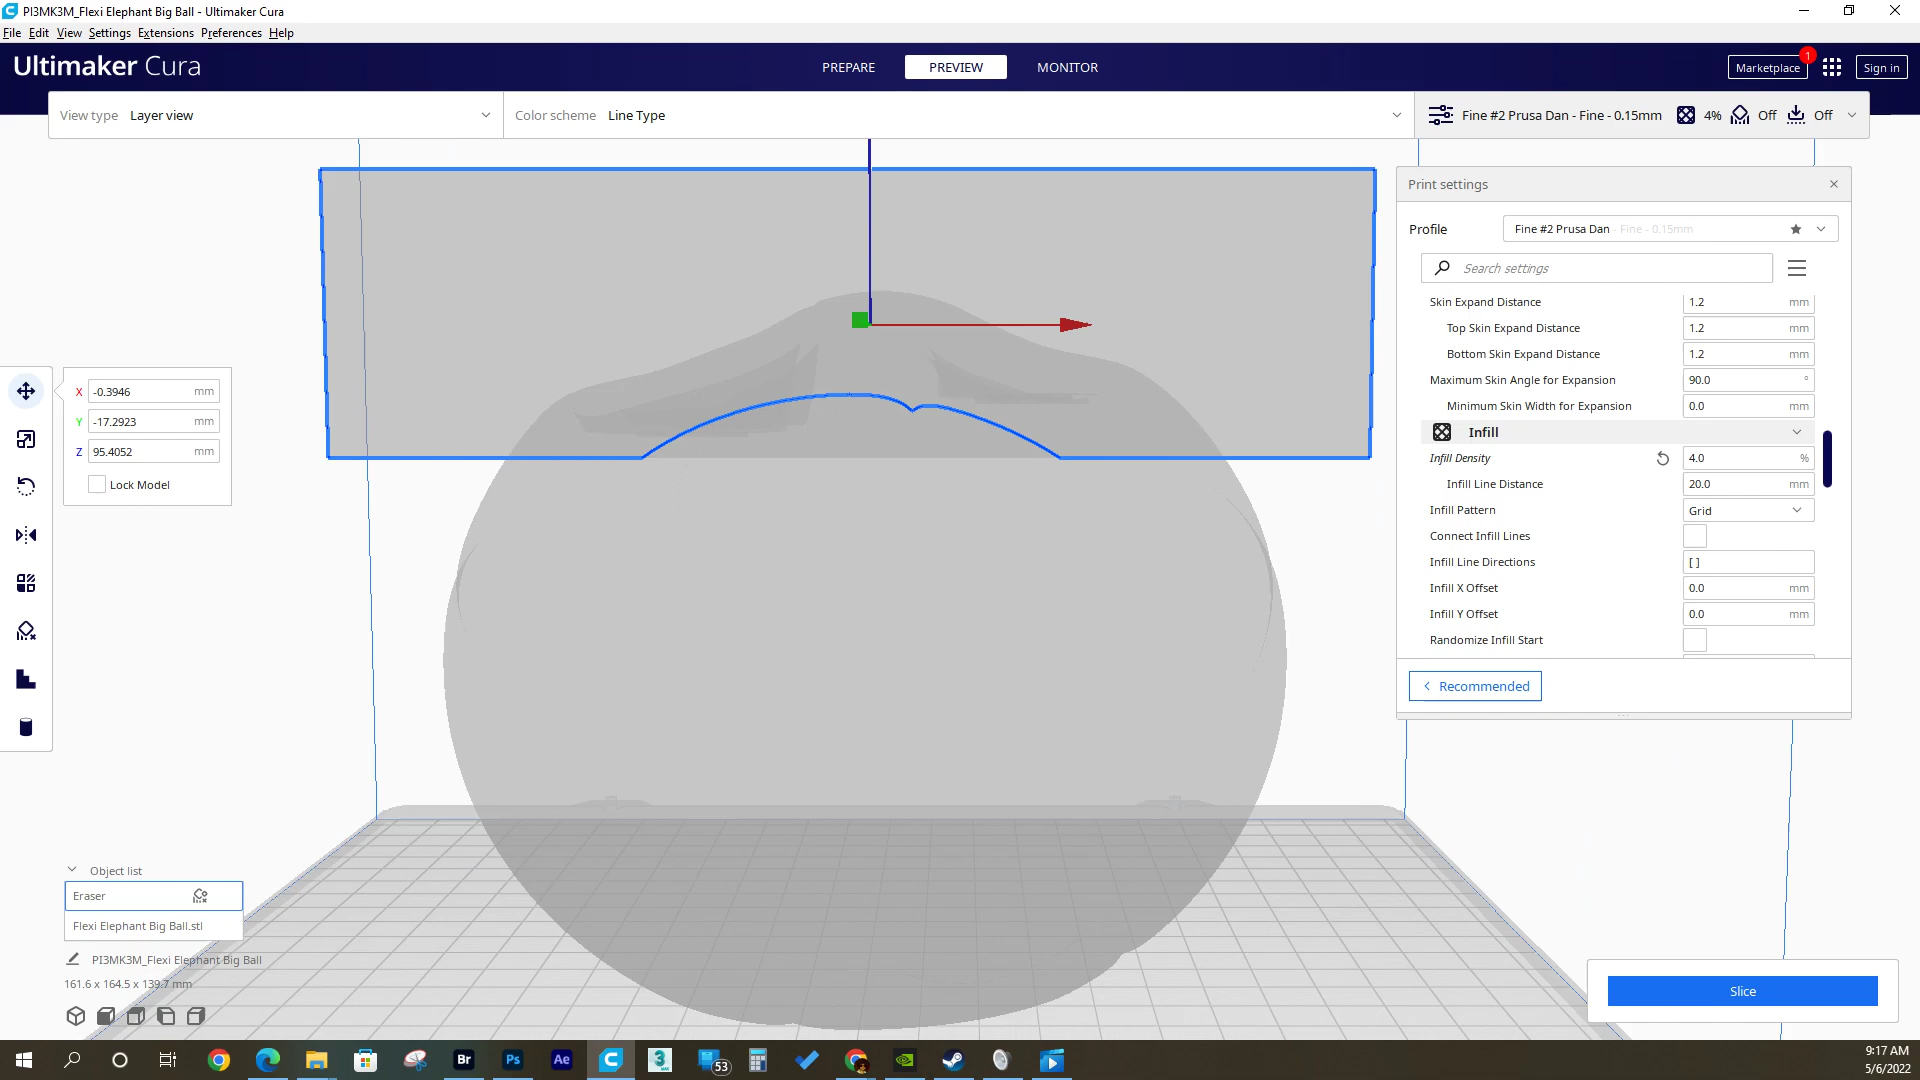 PI3MK3M_Flexi Elephant Big Ball - Ultimaker Cura
File Edit View Settings Extensions Preferences Help
Ultimaker Cura
PREPARE PREVIEW MONITOR
Marketplace 1 Sign in
View type Layer view
Color scheme Line Type
Fine #2 Prusa Dan - Fine - 0.15mm 4% Off Off
Print settings
Profile Fine #2 Prusa Dan - Fine - 0.15mm
Search settings
Skin Expand Distance 1.2 mm
Top Skin Expand Distance 1.2 mm
Bottom Skin Expand Distance 1.2 mm
Maximum Skin Angle for Expansion 90.0 °
Minimum Skin Width for Expansion 0.0 mm
Infill
Infill Density 4.0 %
Infill Line Distance 20.0 mm
Infill Pattern Grid
Connect Infill Lines
Infill Line Directions [ ]
Infill X Offset 0.0 mm
Infill Y Offset 0.0 mm
Randomize Infill Start
Recommended
X -0.3946 mm
Y -17.2923 mm
Z 95.4052 mm
Lock Model
Object list
Eraser
Flexi Elephant Big Ball.stl
PI3MK3M_Flexi Elephant Big Ball
161.6 x 164.5 x 139.7 mm
Slice
Br Ps Ae 3 53
9:17 AM
5/6/2022